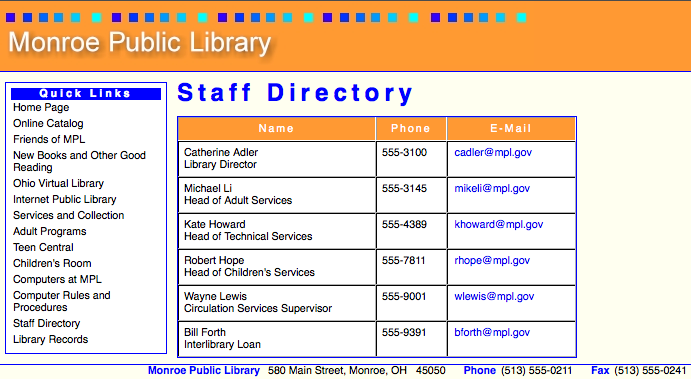 Monroe Public Library
Quick Links
Home Page
Online Catalog
Friends of MPL
New Books and Other Good
Reading
Ohio Virtual Library
Internet Public Library
Services and Collection
Adult Programs
Teen Central
Children's Room
Computers at MPL
Computer Rules and
Procedures
Staff Directory
Library Records
Staff Directory
Name Phone E-Mail
Catherine Adler 555-3100 cadler@mpl.gov
Library Director
Michael Li 555-3145 mikeli@mpl.gov
Head of Adult Services
Kate Howard 555-4389 khoward@mpl.gov
Head of Technical Services
Robert Hope 555-7811 rhope@mpl.gov
Head of Children's Services
Wayne Lewis 555-9001 wlewis@mpl.gov
Circulation Services Supervisor
Bill Forth 555-9391 bforth@mpl.gov
Interlibrary Loan
Monroe Public Library 580 Main Street, Monroe, OH 45050 Phone (513) 555-0211 Fax (513) 555-0241